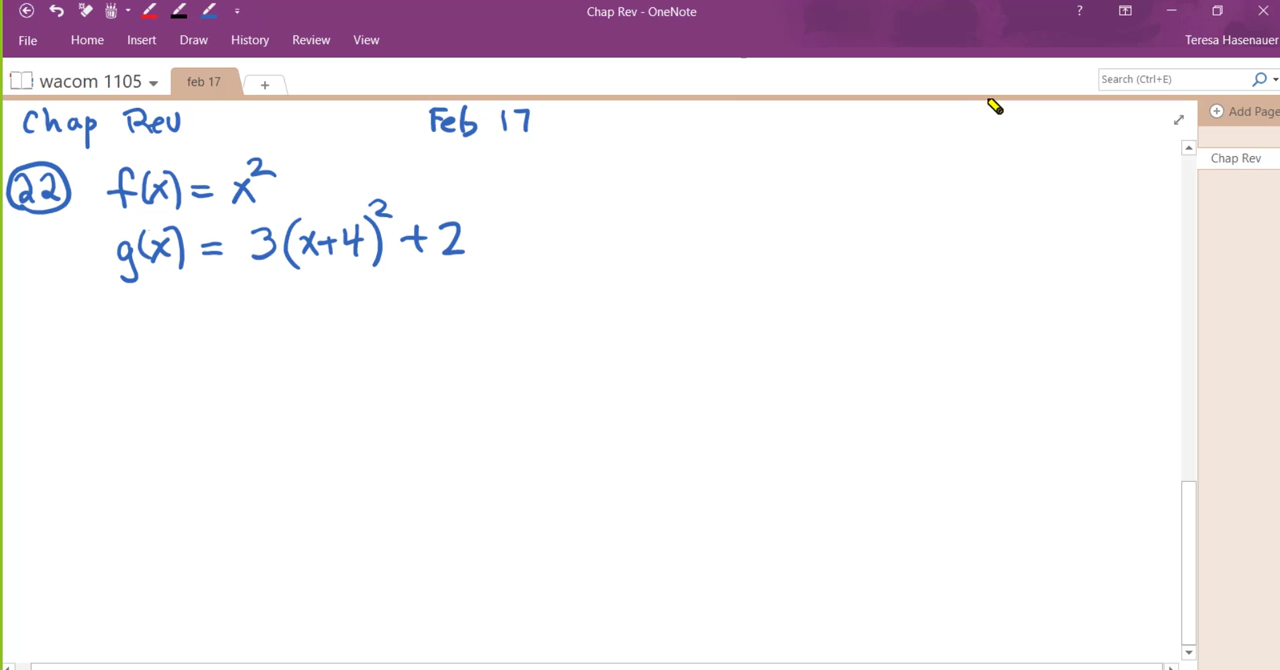 Chap Rev - OneNote
?
Teresa Hasenauer
File Home Insert Draw History Review View
wacom 1105
feb 17
+
Search (Ctrl+E)
Add Page
Chap Rev
Chap Rev Feb 17
22 f(x) = x²
g(x) = 3(x+4)² + 2